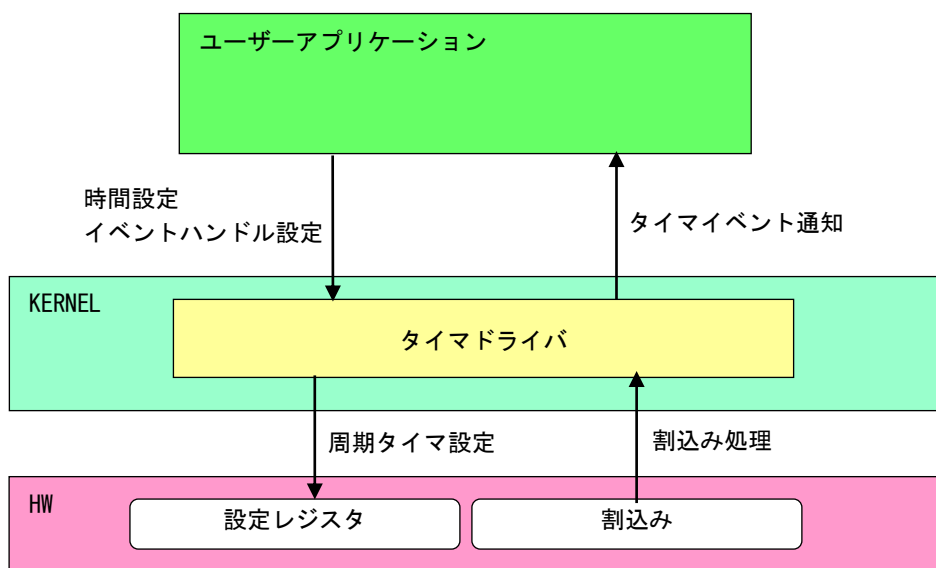 ユーザーアプリケーション
時間設定
イベントハンドル設定
タイマイベント通知
KERNEL
タイマドライバ
周期タイマ設定
割込み処理
HW
設定レジスタ
割込み